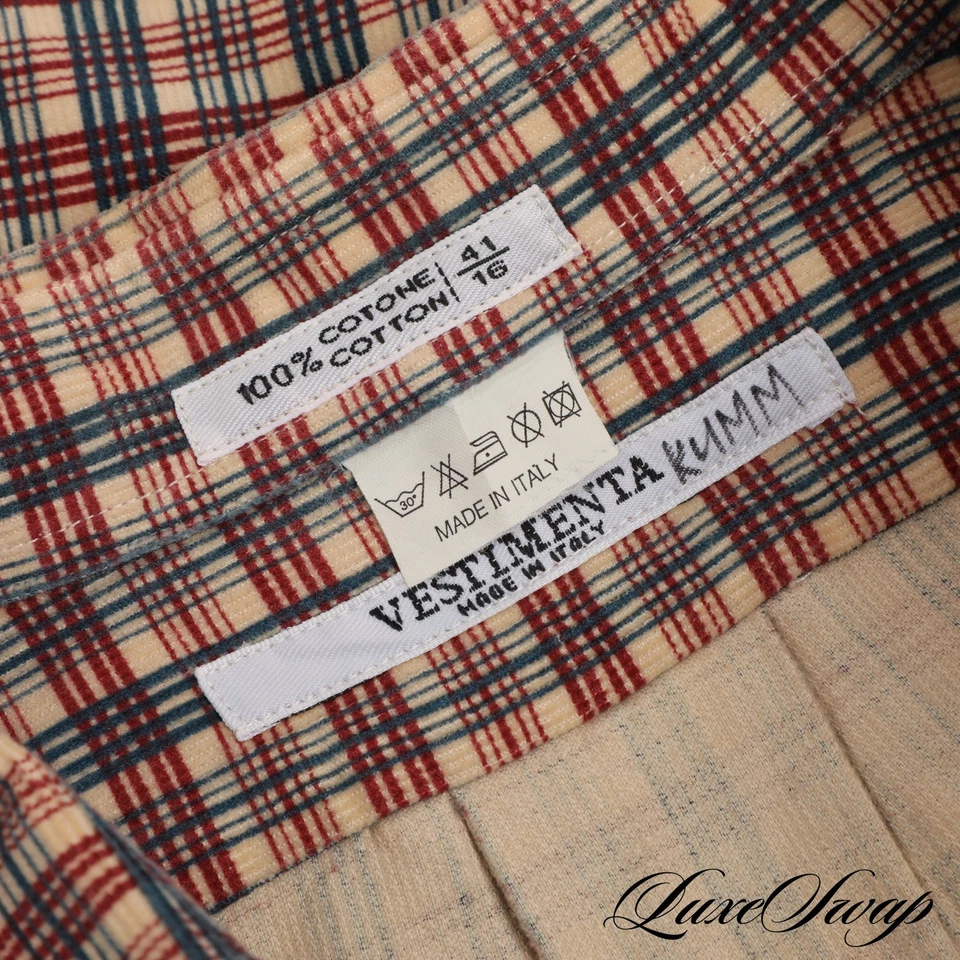 100% COTONE 41
100% COTTON 16
30°
MADE IN ITALY
VESTIMENTA KUMM
MADE IN ITALY
LuxeSwap